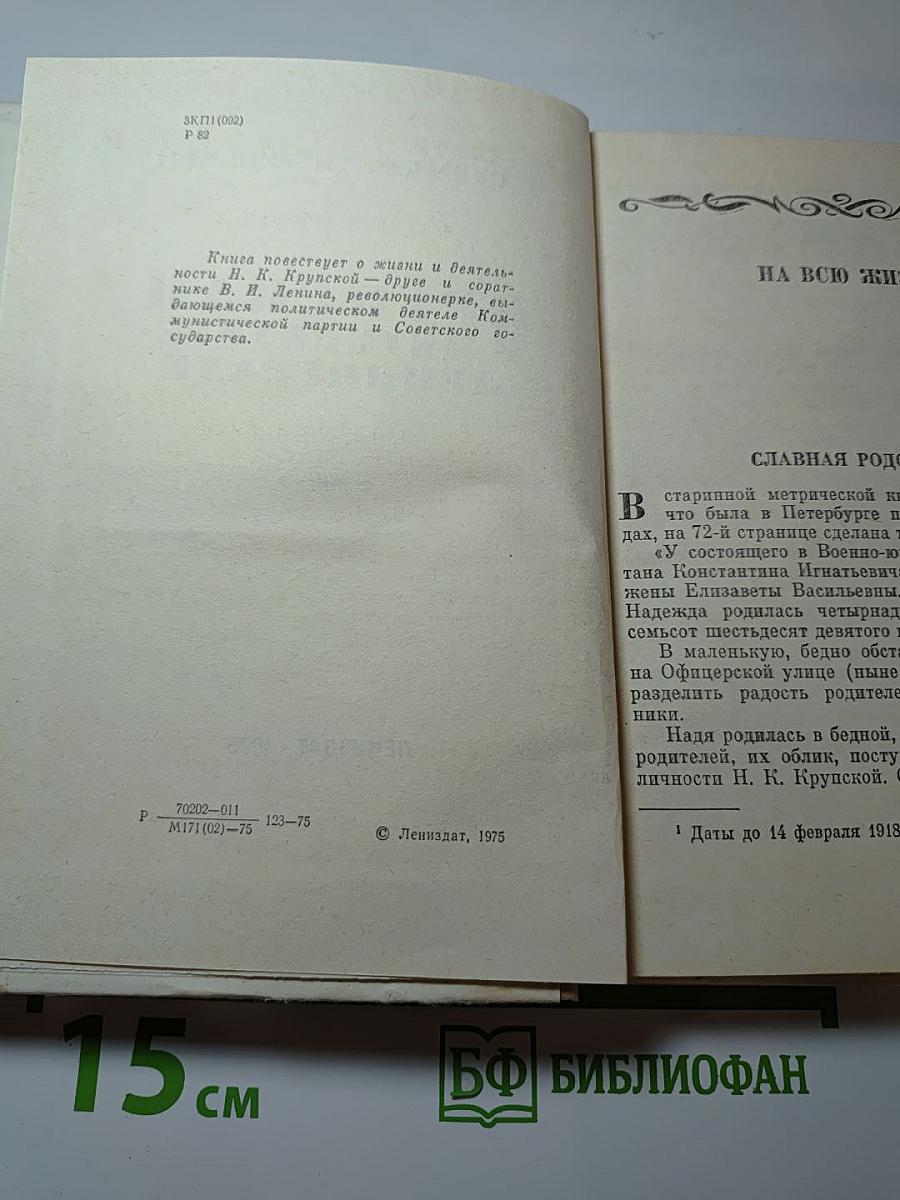 3КП1(092)
Р 82
Книга повествует о жизни и деятель-
ности Н. К. Крупской — друге и сорат-
нике В. И. Ленина, революционерке, вы-
дающемся политическом деятеле Ком-
мунистической партии и Советского го-
сударства.
Р 70202—011
М171(02)—75 123—75
© Лениздат, 1975
НА ВСЮ ЖИ
СЛАВНАЯ РОДО
В старинной метрической к
что была в Петербурге п
дах, на 72-й странице сделана т
«У состоящего в Военно-ю
тана Константина Игнатьевич
жены Елизаветы Васильевны
Надежда родилась четырнад
семьсот шестьдесят девятого
В маленькую, бедно обста
на Офицерской улице (ныне
разделить радость родителе
ники.
Надя родилась в бедной,
родителей, их облик, посту
личности Н. К. Крупской.
1 Даты до 14 февраля 1918
15 см
БФ БИБЛИОФАН